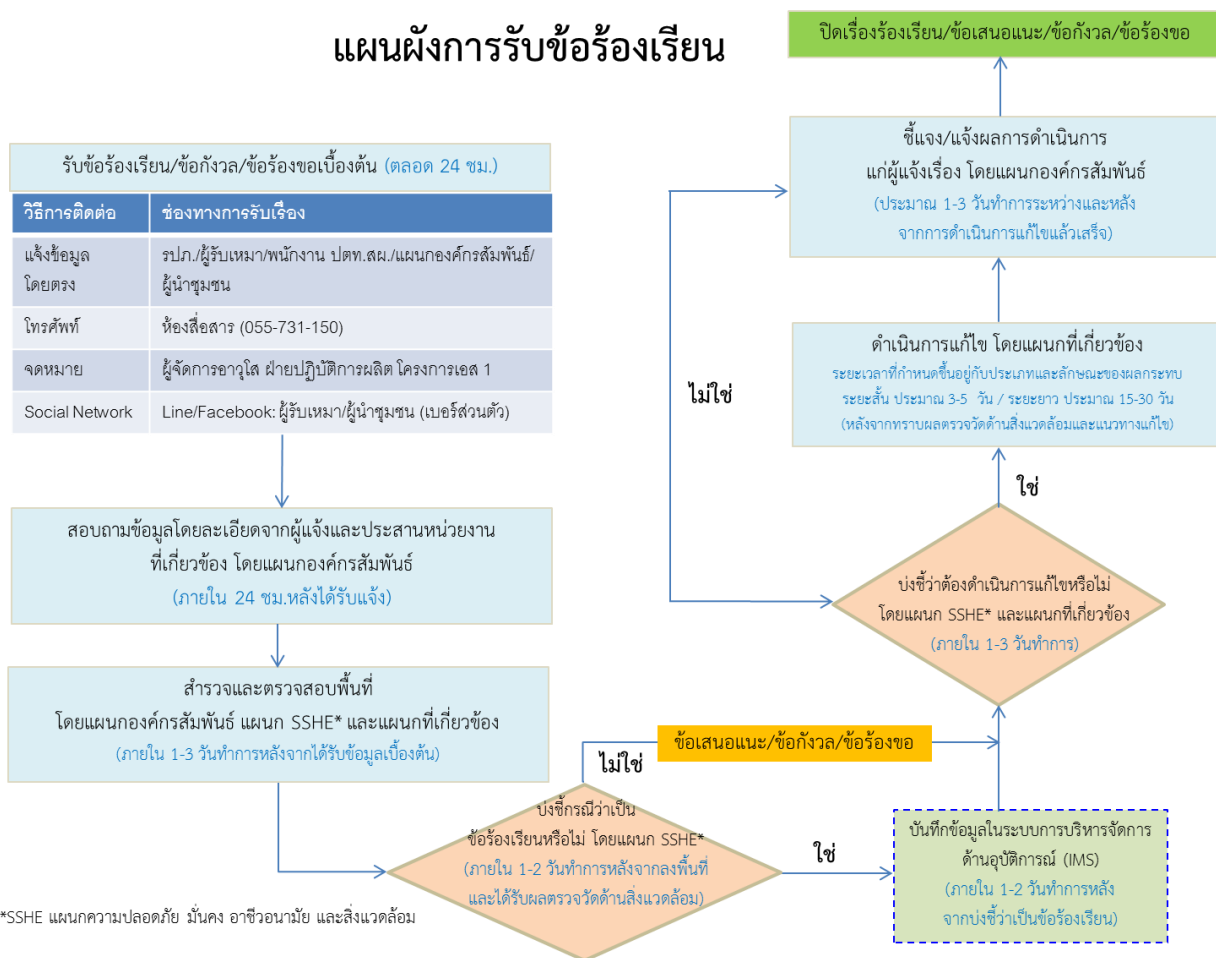 แผนผังการรับข้อร้องเรียน
รับข้อร้องเรียน/ข้อกังวล/ข้อร้องขอเบื้องต้น (ตลอด 24 ชม.)
วิธีการติดต่อ ช่องทางการรับเรื่อง
แจ้งข้อมูล รปภ./ผู้รับเหมา/พนักงาน ปตท.สผ./แผนกองค์กรสัมพันธ์/
โดยตรง ผู้นำชุมชน
โทรศัพท์ ห้องสื่อสาร (055-731-150)
จดหมาย ผู้จัดการอาวุโส ฝ่ายปฏิบัติการผลิต โครงการเอส 1
Social Network Line/Facebook: ผู้รับเหมา/ผู้นำชุมชน (เบอร์ส่วนตัว)
สอบถามข้อมูลโดยละเอียดจากผู้แจ้งและประสานหน่วยงาน
ที่เกี่ยวข้อง โดยแผนกองค์กรสัมพันธ์
(ภายใน 24 ชม.หลังได้รับแจ้ง)
สำรวจและตรวจสอบพื้นที่
โดยแผนกองค์กรสัมพันธ์ แผนก SSHE* และแผนกที่เกี่ยวข้อง
(ภายใน 1-3 วันทำการหลังจากได้รับข้อมูลเบื้องต้น)
บ่งชี้กรณีว่าเป็น
ข้อร้องเรียนหรือไม่ โดยแผนก SSHE*
(ภายใน 1-2 วันทำการหลังจากลงพื้นที่
และได้รับผลตรวจวัดด้านสิ่งแวดล้อม)
ไม่ใช่
ข้อเสนอแนะ/ข้อกังวล/ข้อร้องขอ
ใช่
บันทึกข้อมูลในระบบการบริหารจัดการ
ด้านอุบัติการณ์ (IMS)
(ภายใน 1-2 วันทำการหลัง
จากบ่งชี้ว่าเป็นข้อร้องเรียน)
บ่งชี้ว่าต้องดำเนินการแก้ไขหรือไม่
โดยแผนก SSHE* และแผนกที่เกี่ยวข้อง
(ภายใน 1-3 วันทำการ)
ใช่
ไม่ใช่
ดำเนินการแก้ไข โดยแผนกที่เกี่ยวข้อง
ระยะเวลาที่กำหนดขึ้นอยู่กับประเภทและลักษณะของผลกระทบ
ระยะสั้น ประมาณ 3-5 วัน / ระยะยาว ประมาณ 15-30 วัน
(หลังจากทราบผลตรวจวัดด้านสิ่งแวดล้อมและแนวทางแก้ไข)
ชี้แจง/แจ้งผลการดำเนินการ
แก่ผู้แจ้งเรื่อง โดยแผนกองค์กรสัมพันธ์
(ประมาณ 1-3 วันทำการระหว่างและหลัง
จากการดำเนินการแก้ไขแล้วเสร็จ)
ปิดเรื่องร้องเรียน/ข้อเสนอแนะ/ข้อกังวล/ข้อร้องขอ
*SSHE แผนกความปลอดภัย มั่นคง อาชีวอนามัย และสิ่งแวดล้อม